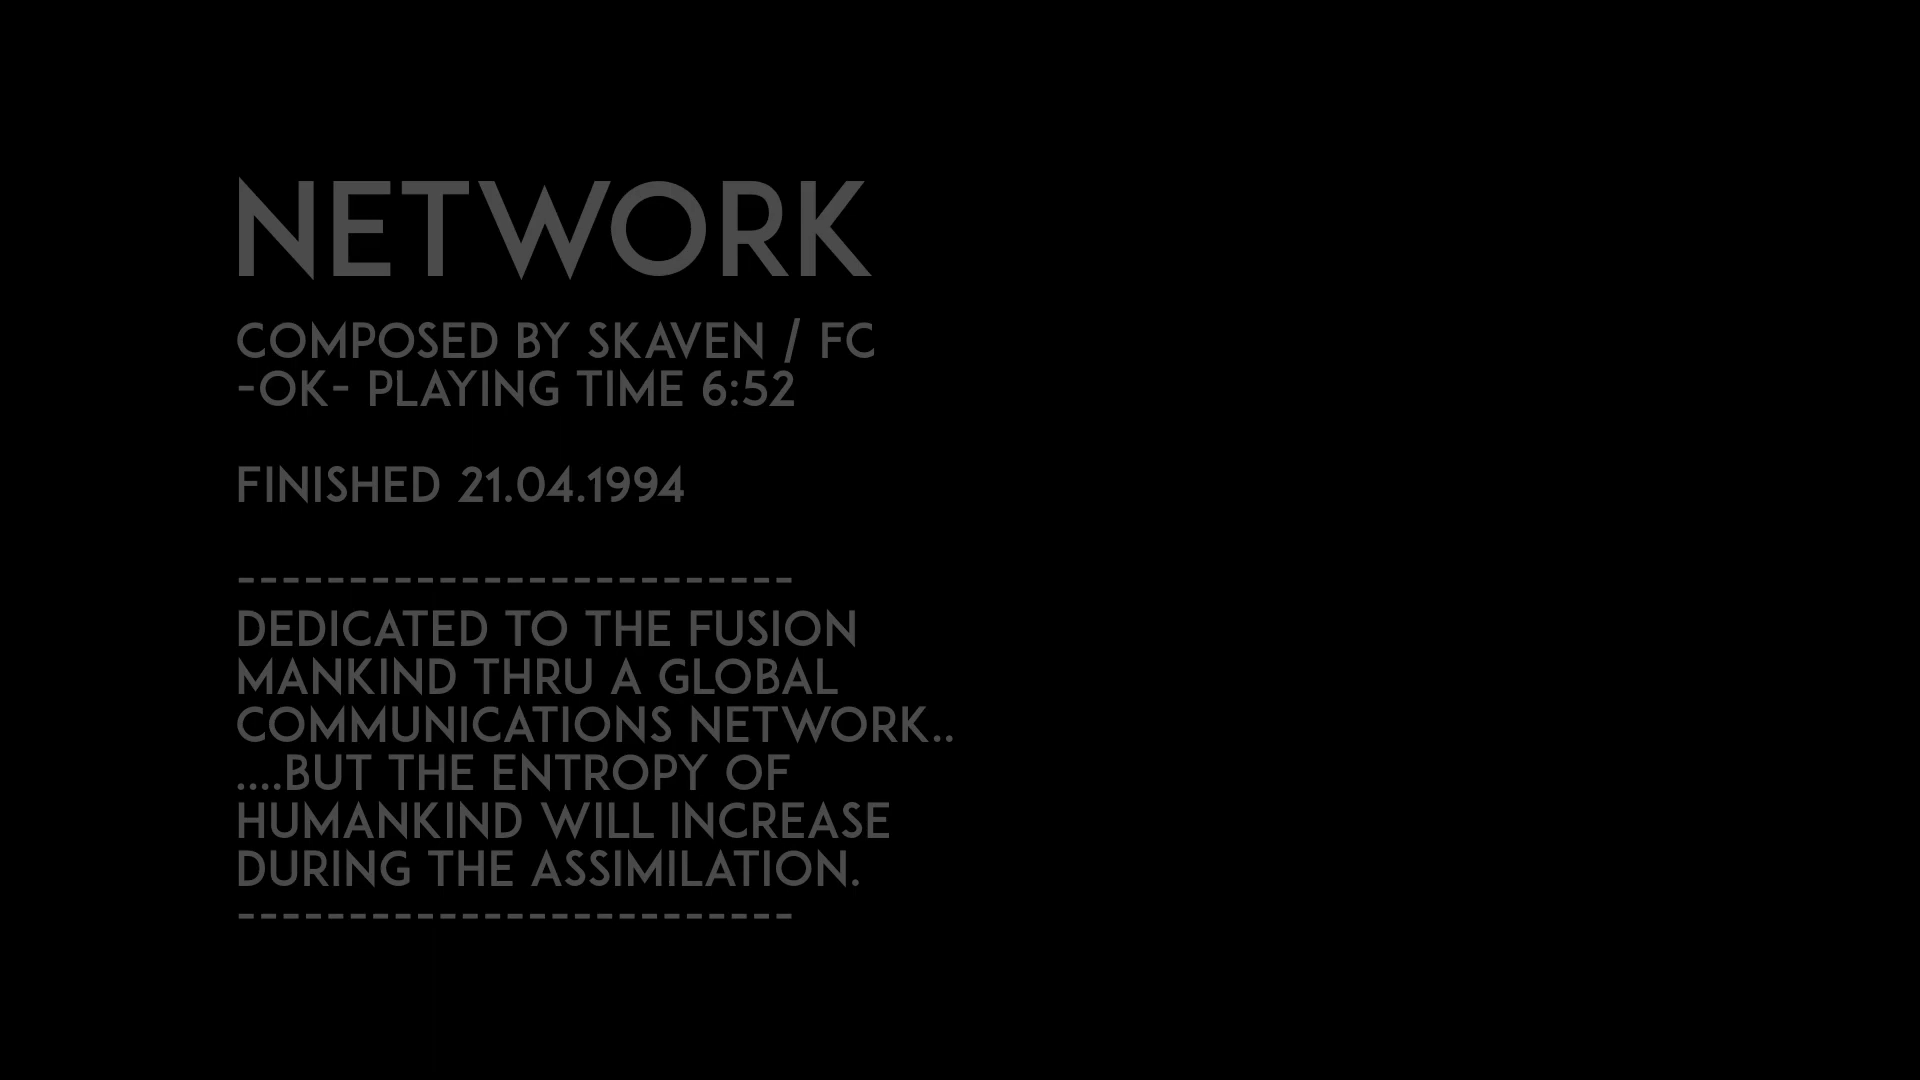 NETWORK
COMPOSED BY SKAVEN / FC
-OK- PLAYING TIME 6:52
FINISHED 21.04.1994
-------------------------
DEDICATED TO THE FUSION
MANKIND THRU A GLOBAL
COMMUNICATIONS NETWORK..
....BUT THE ENTROPY OF
HUMANKIND WILL INCREASE
DURING THE ASSIMILATION.
-------------------------